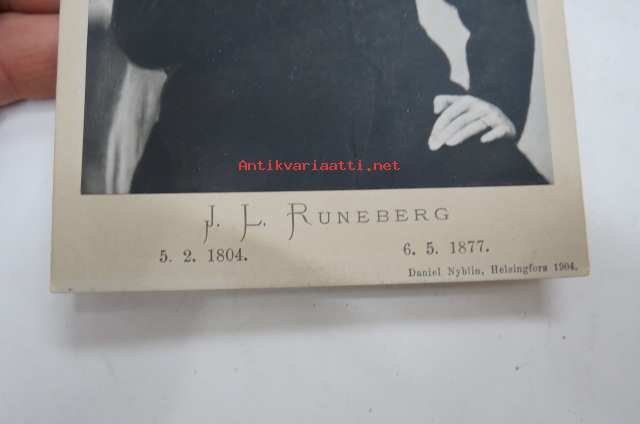 Antikvariaatti.net
J. L. RUNEBERG
5. 2. 1804. 6. 5. 1877.
Daniel Nyblin, Helsingfors 1904.